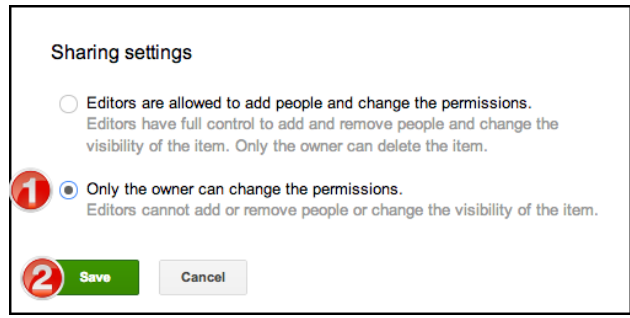 Sharing settings
Editors are allowed to add people and change the permissions.
Editors have full control to add and remove people and change the
visibility of the item. Only the owner can delete the item.
1 Only the owner can change the permissions.
Editors cannot add or remove people or change the visibility of the item.
2 Save Cancel